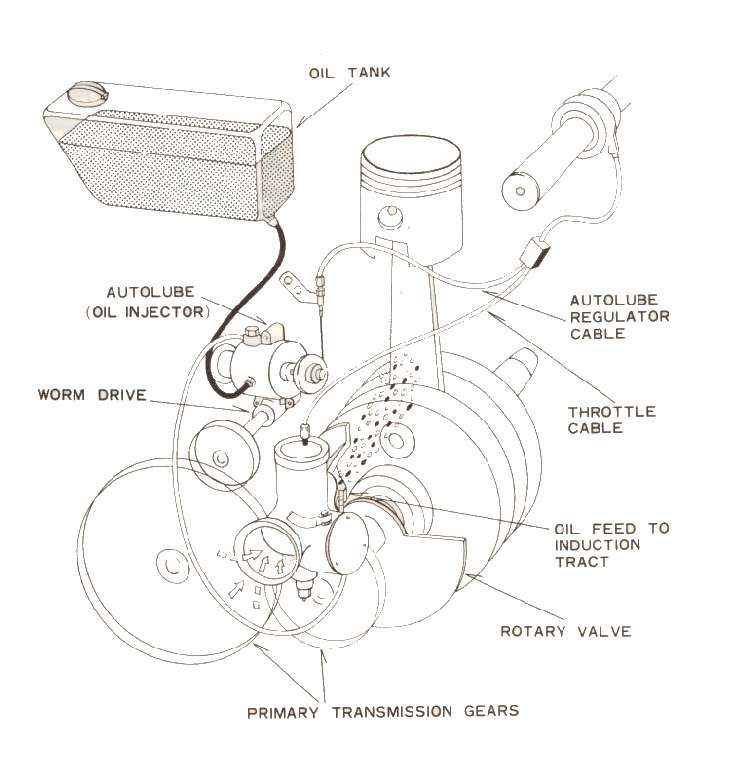 OIL TANK
AUTOLUBE
(OIL INJECTOR)
AUTOLUBE
REGULATOR
CABLE
WORM DRIVE
THROTTLE
CABLE
OIL FEED TO
INDUCTION
TRACT
ROTARY VALVE
PRIMARY TRANSMISSION GEARS